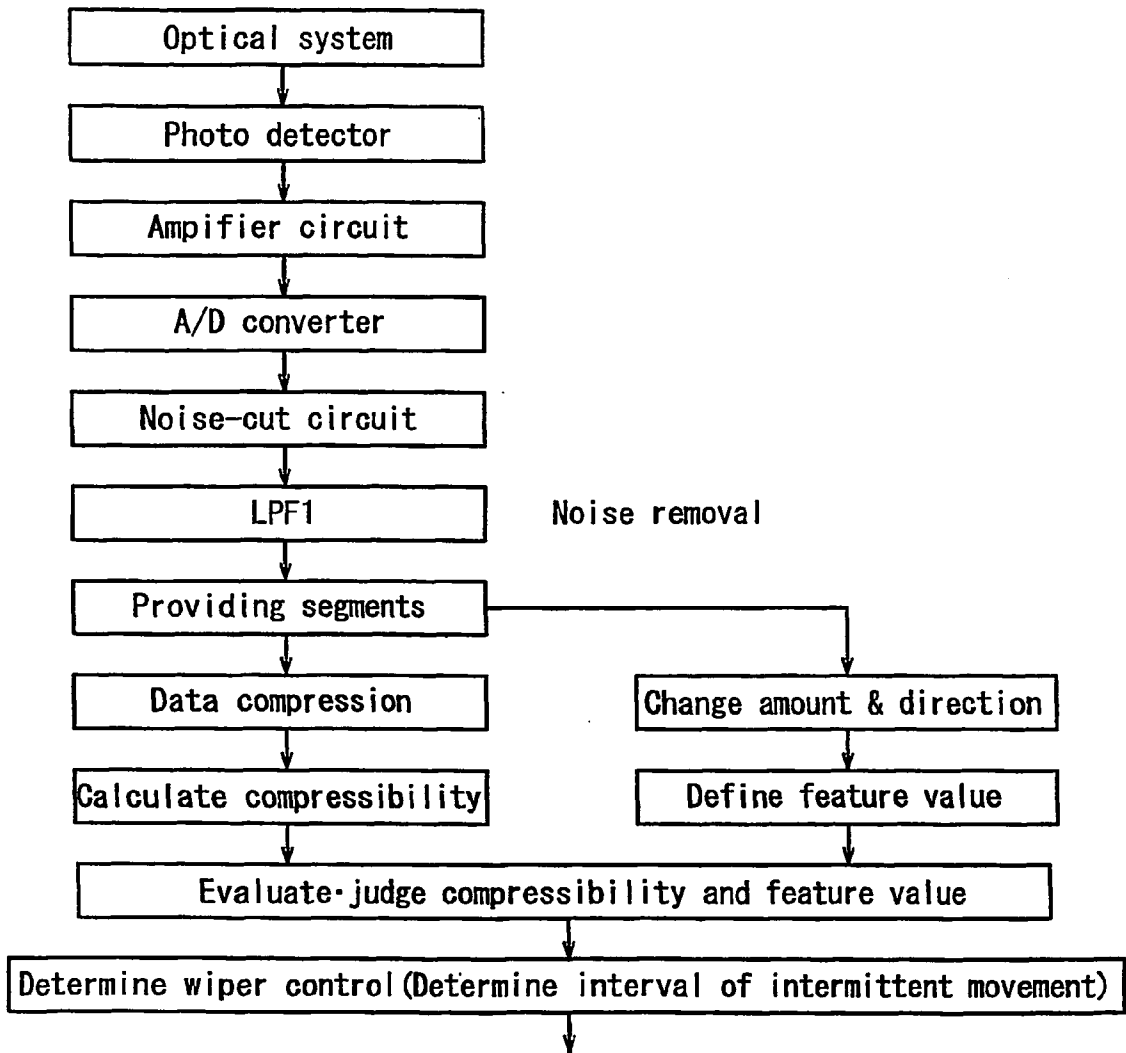 Optical system
Photo detector
Ampifier circuit
A/D converter
Noise-cut circuit
LPF1
Noise removal
Providing segments
Data compression
Change amount & direction
Calculate compressibility
Define feature value
Evaluate·judge compressibility and feature value
Determine wiper control(Determine interval of intermittent movement)